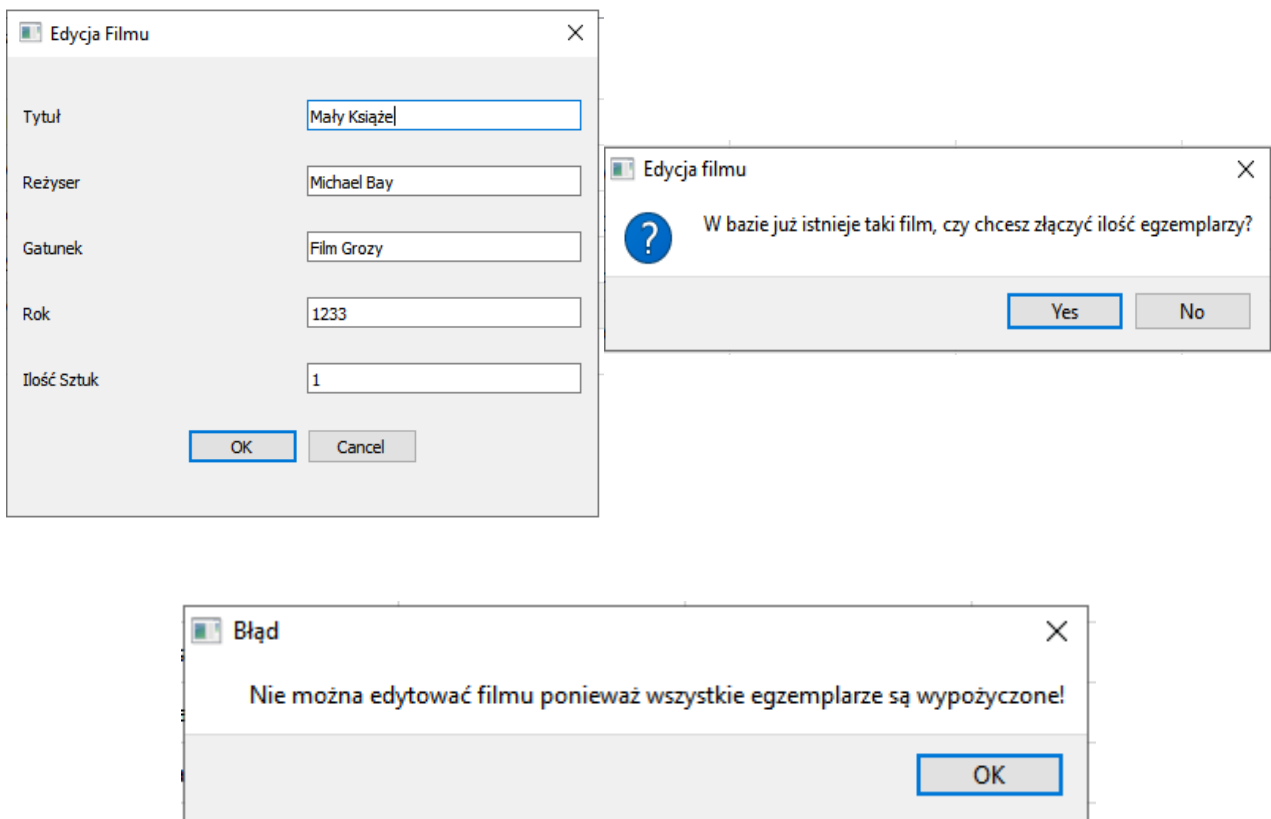 Edycja Filmu
Tytuł
Mały Książe
Reżyser
Michael Bay
Gatunek
Film Grozy
Rok
1233
Ilość Sztuk
1
OK
Cancel
Edycja filmu
W bazie już istnieje taki film, czy chcesz złączyć ilość egzemplarzy?
Yes
No
Błąd
Nie można edytować filmu ponieważ wszystkie egzemplarze są wypożyczone!
OK